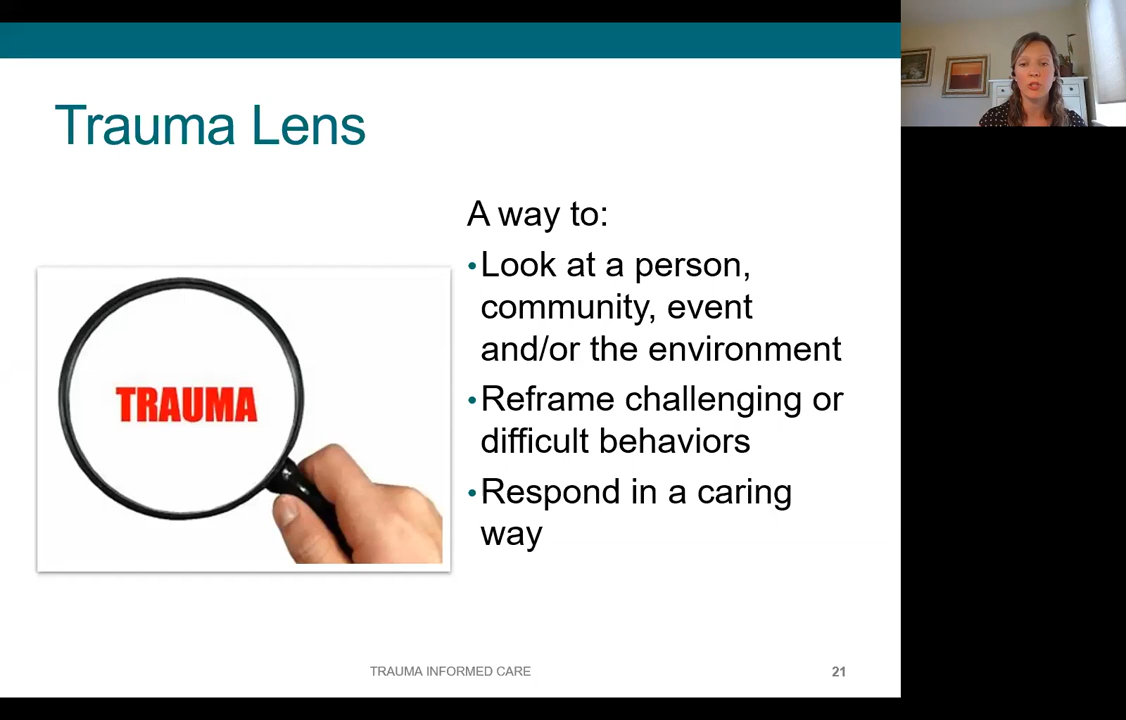 Trauma Lens
A way to:
•Look at a person,
community, event
and/or the environment
•Reframe challenging or
difficult behaviors
•Respond in a caring
way
TRAUMA
TRAUMA INFORMED CARE
21